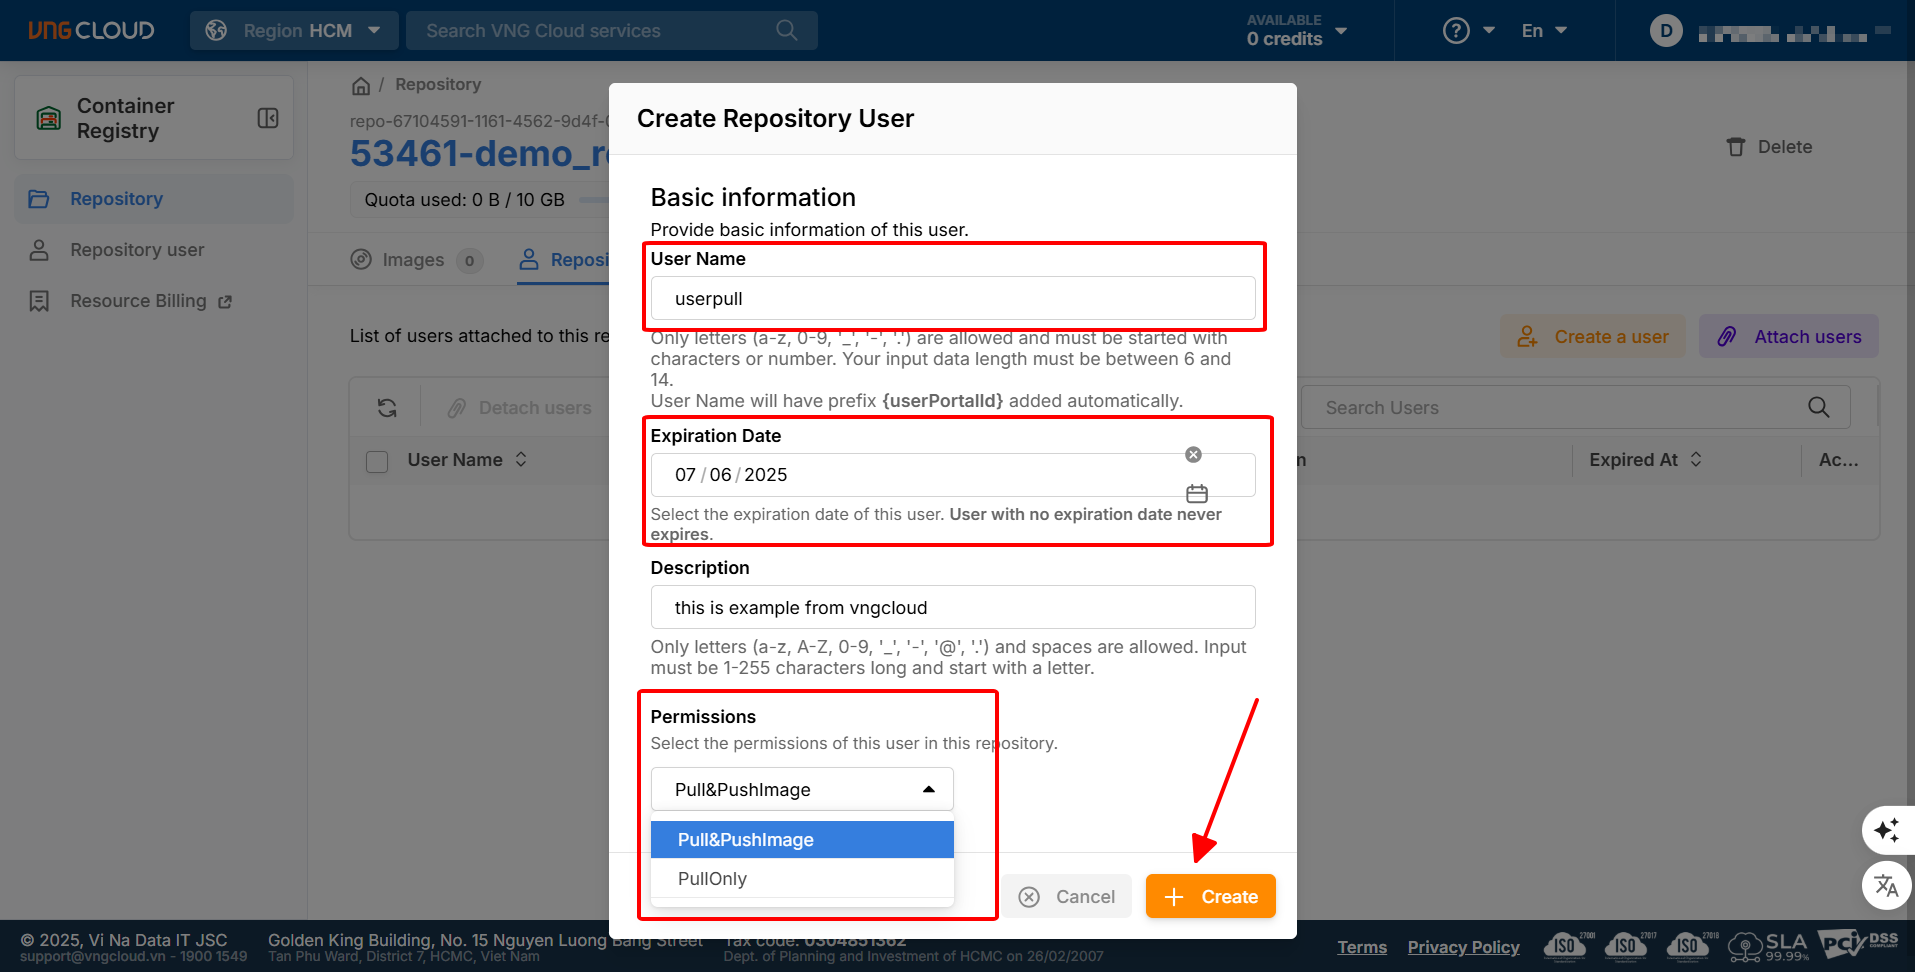 VNG CLOUD
Region HCM
Search VNG Cloud services
AVAILABLE
0 credits
En
D
Container
Registry
Repository
Repository user
Resource Billing
/ Repository
repo-67104591-1161-4562-9d4f-
53461-demo_
Delete
Quota used: 0 B / 10 GB
Images 0
Reposi
List of users attached to this re
Create a user
Attach users
Detach users
Search Users
User Name
n
Expired At
Ac...
Create Repository User
Basic information
Provide basic information of this user.
User Name
userpull
Only letters (a-z, 0-9, '_', '-', '.') are allowed and must be started with
characters or number. Your input data length must be between 6 and
14.
User Name will have prefix {userPortalId} added automatically.
Expiration Date
07 / 06 / 2025
Select the expiration date of this user. User with no expiration date never
expires.
Description
this is example from vngcloud
Only letters (a-z, A-Z, 0-9, '_', '-', '@', '.') and spaces are allowed. Input
must be 1-255 characters long and start with a letter.
Permissions
Select the permissions of this user in this repository.
Pull&PushImage
Pull&PushImage
PullOnly
Cancel
Create
© 2025, Vi Na Data IT JSC
support@vngcloud.vn - 1900 1549
Golden King Building, No. 15 Nguyen Luong Bang Street
Tan Phu Ward, District 7, HCMC, Viet Nam
Tax code: 0304851362
Dept. of Planning and Investment of HCMC on 26/02/2007
Terms
Privacy Policy
ISO 27001
ISO 27017
ISO 27018
SLA
99.99%
PCI DSS
COMPLIANT